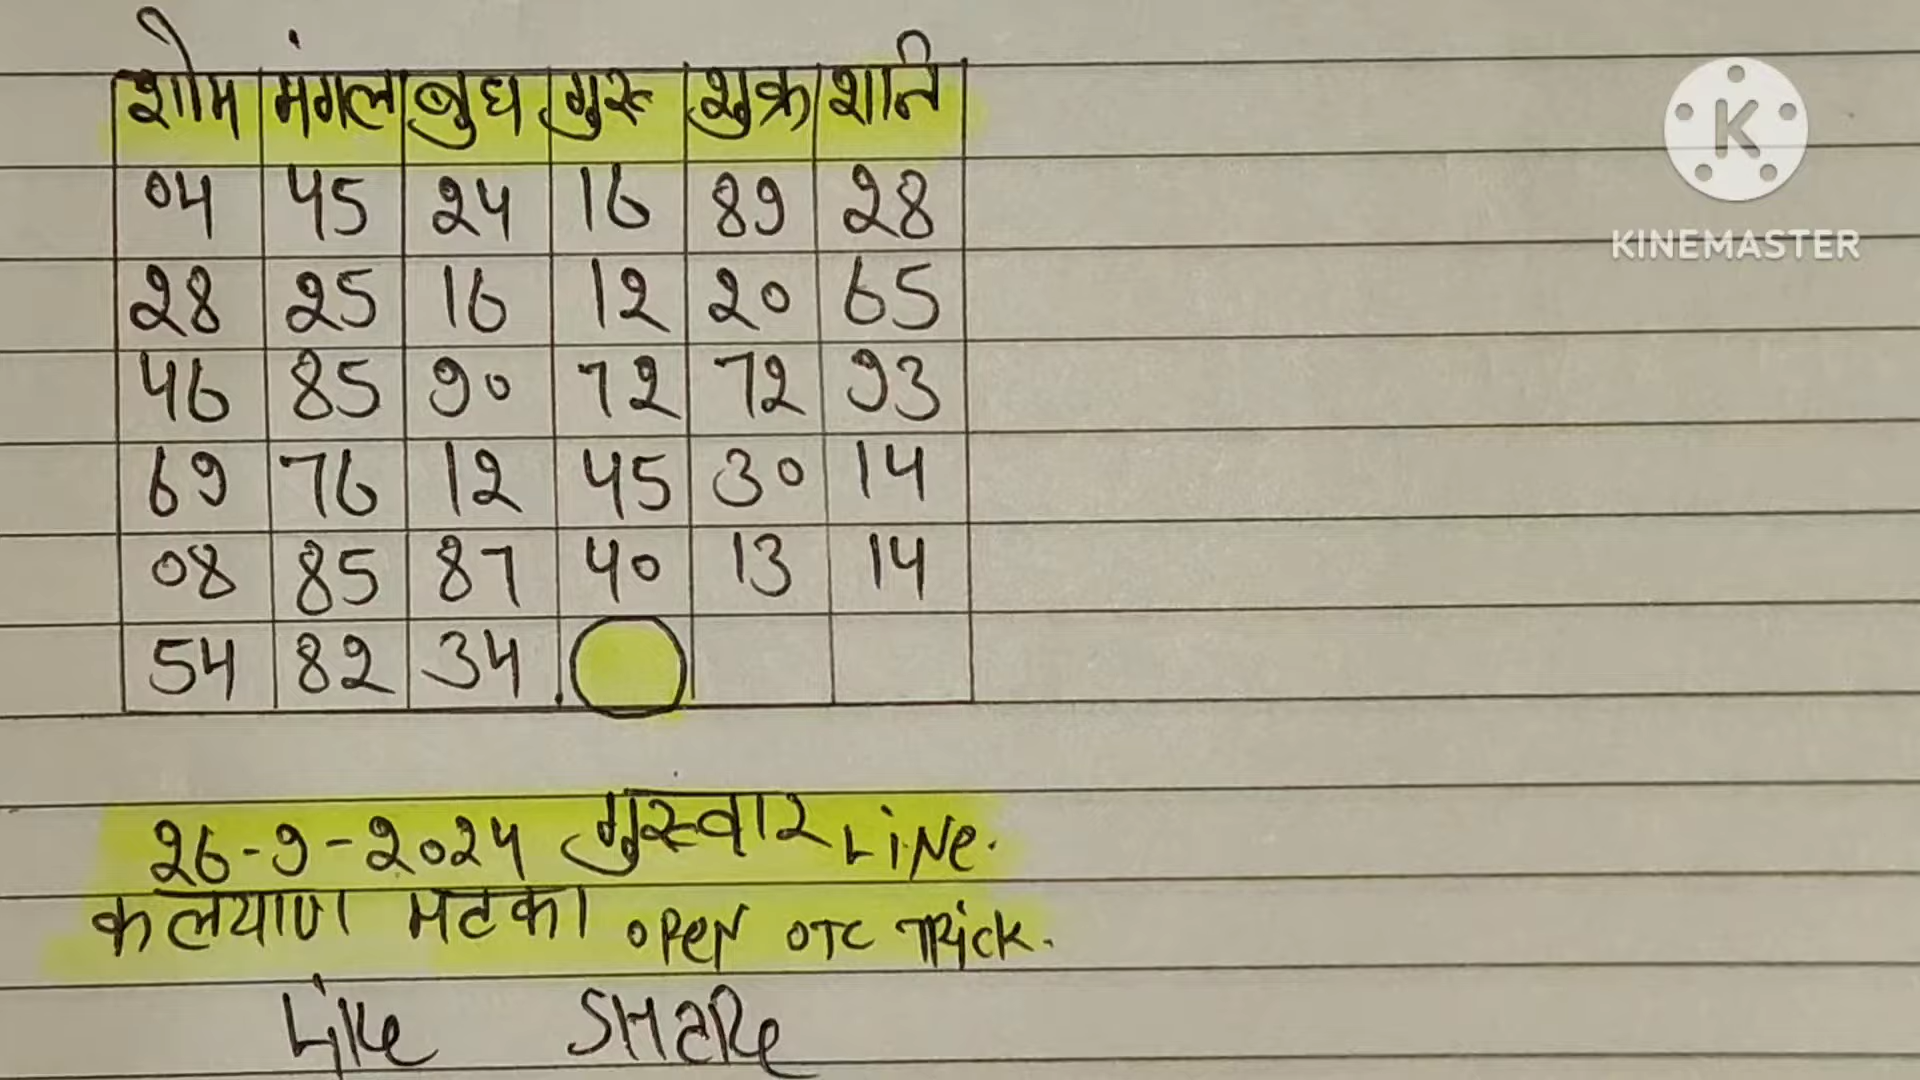 शोम मंगल बुध गुरू शुक्र शनि
04 45 24 16 89 28
28 25 16 12 20 65
46 85 90 72 72 93
69 76 12 45 30 14
08 85 87 40 13 14
54 82 34
26-9-2024 गुरूवार LiNe.
कलयाण मटका OPeN OTC TRick.
Like SHaRe
K
KINEMASTER